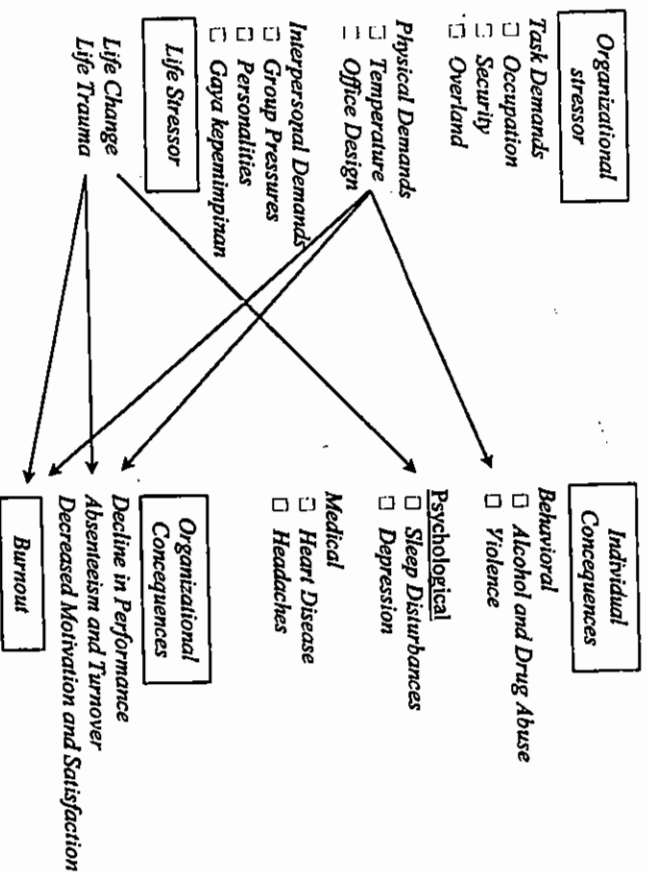 Organizational
stressor
Task Demands
Occupation
Security
Overland
Physical Demands
Temperature
Office Design
Interpersonal Demands
Group Pressures
Personalities
Gaya kepemimpinan
Life Stressor
Life Change
Life Trauma
Individual
Concequences
Behavioral
Alcohol and Drug Abuse
Violence
Psychological
Sleep Disturbances
Depression
Medical
Heart Disease
Headaches
Organizational
Concequences
Decline in Performance
Absenteeism and Turnover
Decreased Motivation and Satisfaction
Burnout